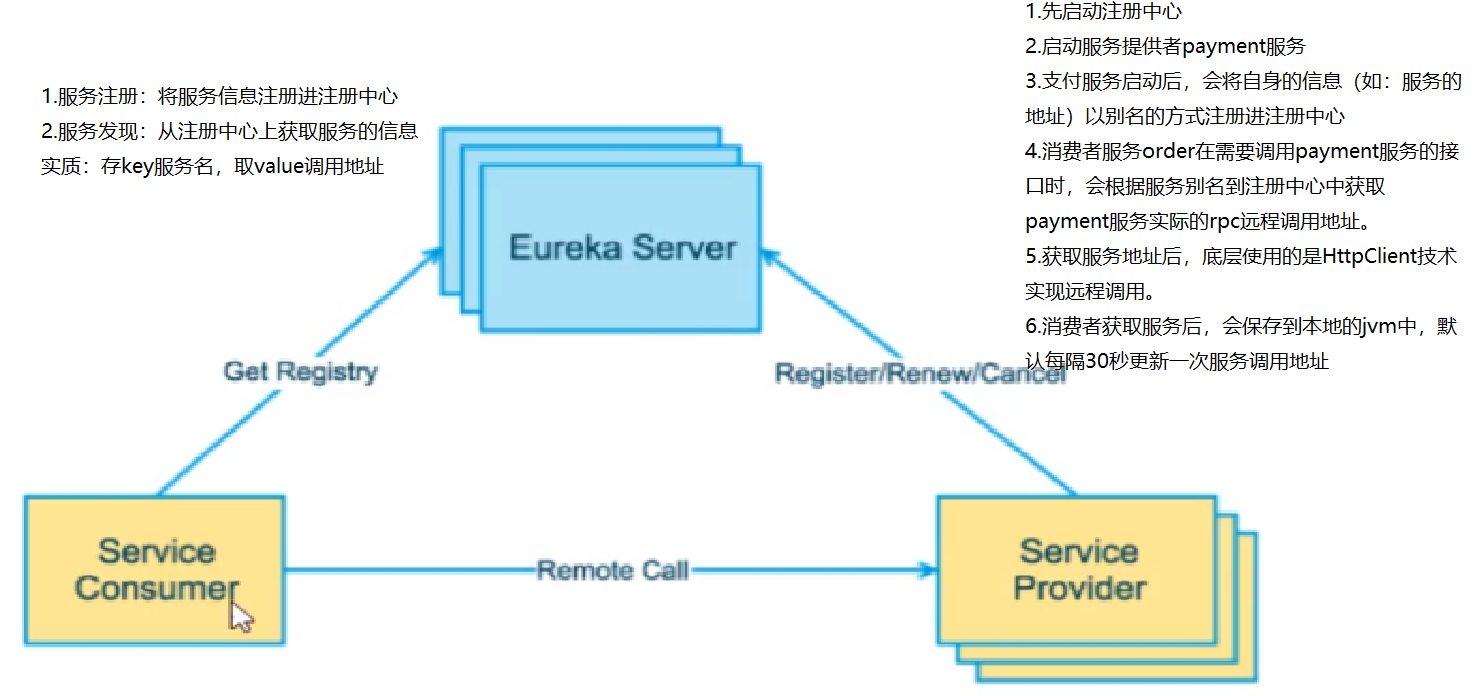 1.服务注册：将服务信息注册进注册中心
2.服务发现：从注册中心上获取服务的信息
实质：存key服务名，取value调用地址
1.先启动注册中心
2.启动服务提供者payment服务
3.支付服务启动后，会将自身的信息（如：服务的
地址）以别名的方式注册进注册中心
4.消费者服务order在需要调用payment服务的接
口时，会根据服务别名到注册中心中获取
payment服务实际的rpc远程调用地址。
5.获取服务地址后，底层使用的是HttpClient技术
实现远程调用。
6.消费者获取服务后，会保存到本地的jvm中，默
认每隔30秒更新一次服务调用地址
Eureka Server
Get Registry
Register/Renew/Cancel
Service
Consumer
Remote Call
Service
Provider